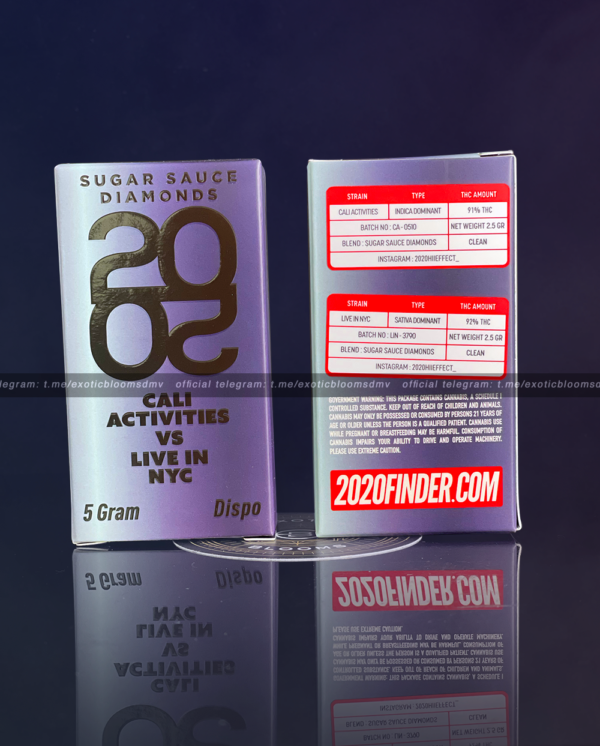 SUGAR SAUCE
DIAMONDS
2020
CALI
ACTIVITIES
VS
LIVE IN
NYC
5 Gram Dispo
STRAIN TYPE THC AMOUNT
CALI ACTIVITIES INDICA DOMINANT 91% THC
BATCH NO : CA - 0510 NET WEIGHT 2.5 GR
BLEND : SUGAR SAUCE DIAMONDS CLEAN
INSTAGRAM : 2020HIIEFFECT_
STRAIN TYPE THC AMOUNT
LIVE IN NYC SATIVA DOMINANT 92% THC
BATCH NO : LIN - 3790 NET WEIGHT 2.5 GR
BLEND : SUGAR SAUCE DIAMONDS CLEAN
INSTAGRAM : 2020HIIEFFECT_
legram: t.me/exoticbloomsdmv official telegram: t.me/exoticbloomsdmv official telegram: t.me/exoticbloomsd
GOVERNMENT WARNING: THIS PACKAGE CONTAINS CANNABIS, A SCHEDULE I
CONTROLLED SUBSTANCE. KEEP OUT OF REACH OF CHILDREN AND ANIMALS.
CANNABIS MAY ONLY BE POSSESSED OR CONSUMED BY PERSONS 21 YEARS OF
AGE OR OLDER UNLESS THE PERSON IS A QUALIFIED PATIENT. CANNABIS USE
WHILE PREGNANT OR BREASTFEEDING MAY BE HARMFUL. CONSUMPTION OF
CANNABIS IMPAIRS YOUR ABILITY TO DRIVE AND OPERATE MACHINERY.
PLEASE USE EXTREME CAUTION.
2020FINDER.COM
BLOOMS